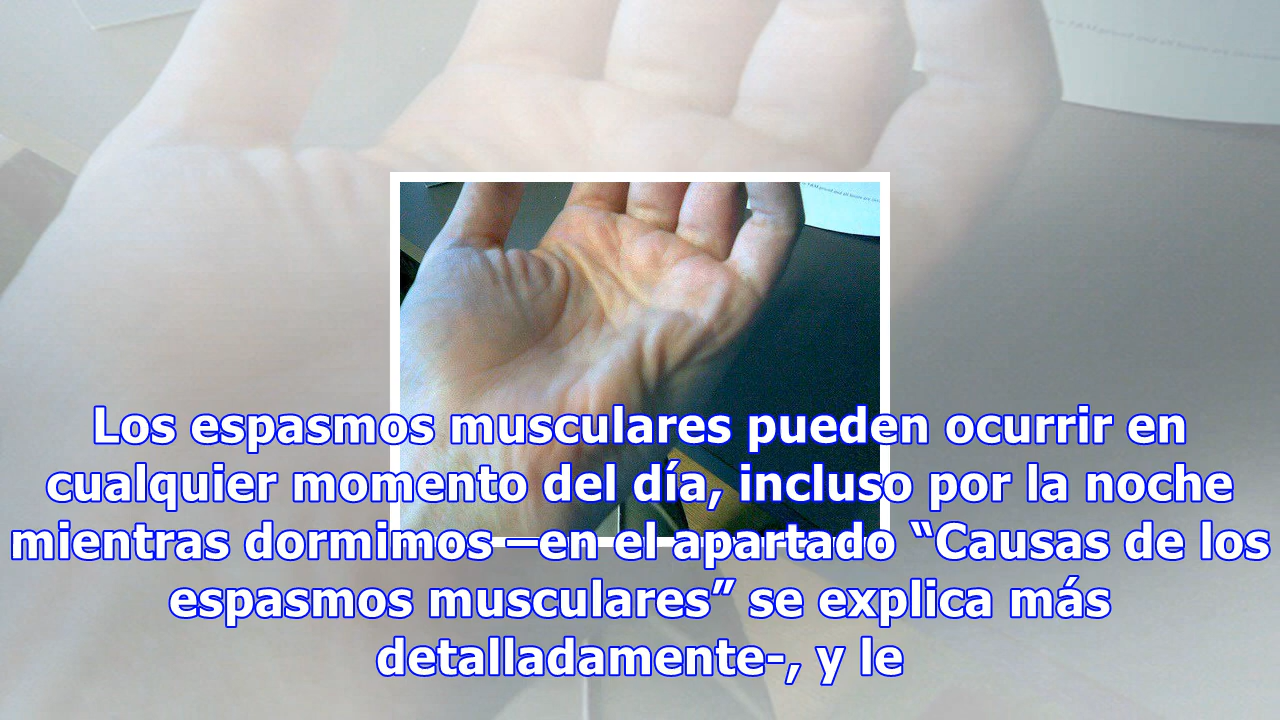 Los espasmos musculares pueden ocurrir en
cualquier momento del día, incluso por la noche
mientras dormimos —en el apartado “Causas de los
espasmos musculares” se explica más
detalladamente-, y le